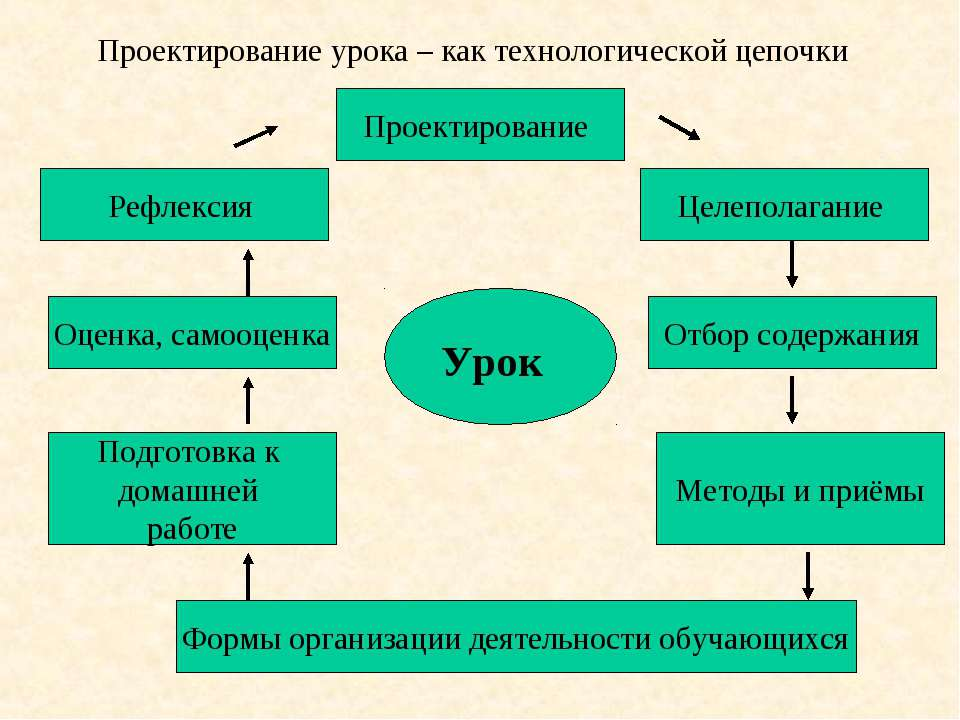 Проектирование урока – как технологической цепочки
Проектирование
Рефлексия
Целеполагание
Оценка, самооценка
Урок
Отбор содержания
Подготовка к
домашней
работе
Методы и приёмы
Формы организации деятельности обучающихся